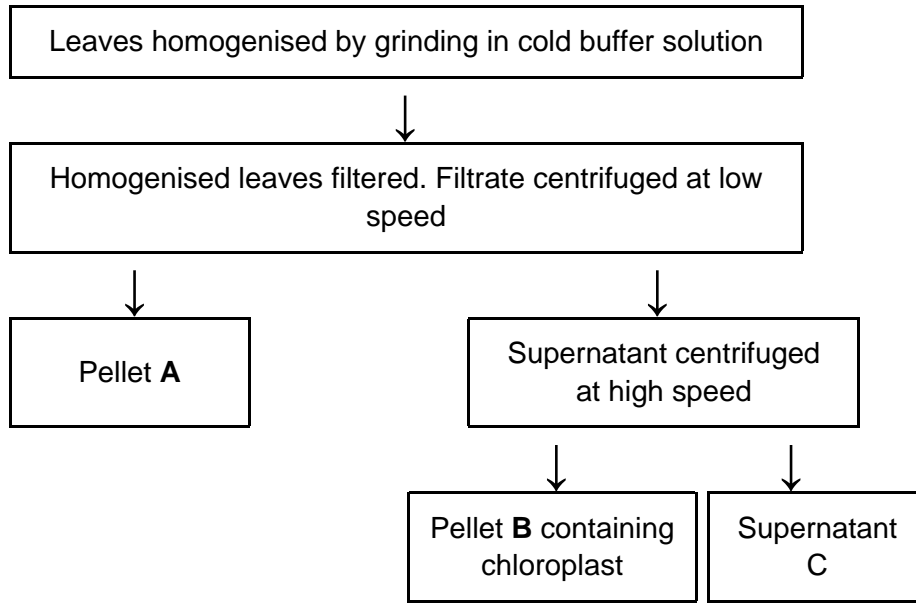 Leaves homogenised by grinding in cold buffer solution
Homogenised leaves filtered. Filtrate centrifuged at low
speed
Pellet A
Supernatant centrifuged
at high speed
Pellet B containing
chloroplast
Supernatant
C